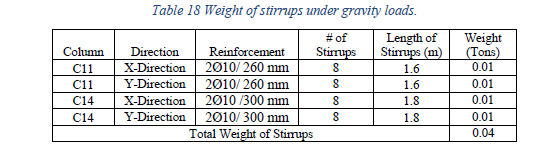 Table 18 Weight of stirrups under gravity loads.
Column Direction Reinforcement # of Stirrups Length of Stirrups (m) Weight (Tons)
C11 X-Direction 2Ø10/ 260 mm 8 1.6 0.01
C11 Y-Direction 2Ø10/ 260 mm 8 1.6 0.01
C14 X-Direction 2Ø10 /300 mm 8 1.8 0.01
C14 Y-Direction 2Ø10/ 300 mm 8 1.8 0.01
Total Weight of Stirrups 0.04